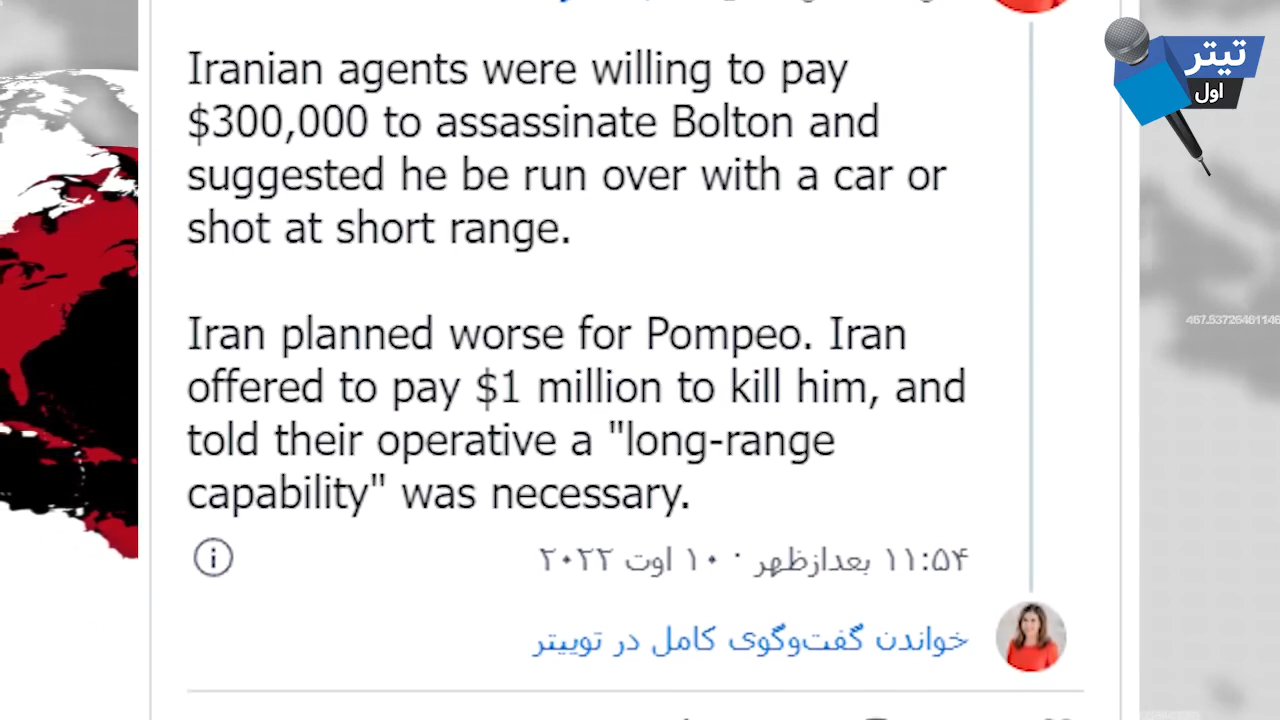 تیتر
اول
Iranian agents were willing to pay
$300,000 to assassinate Bolton and
suggested he be run over with a car or
shot at short range.
Iran planned worse for Pompeo. Iran
offered to pay $1 million to kill him, and
told their operative a "long-range
capability" was necessary.
۱۱:۵۴ بعدازظهر · ۱۰ اوت ۲۰۲۲
خواندن گفت‌وگوی کامل در توییتر